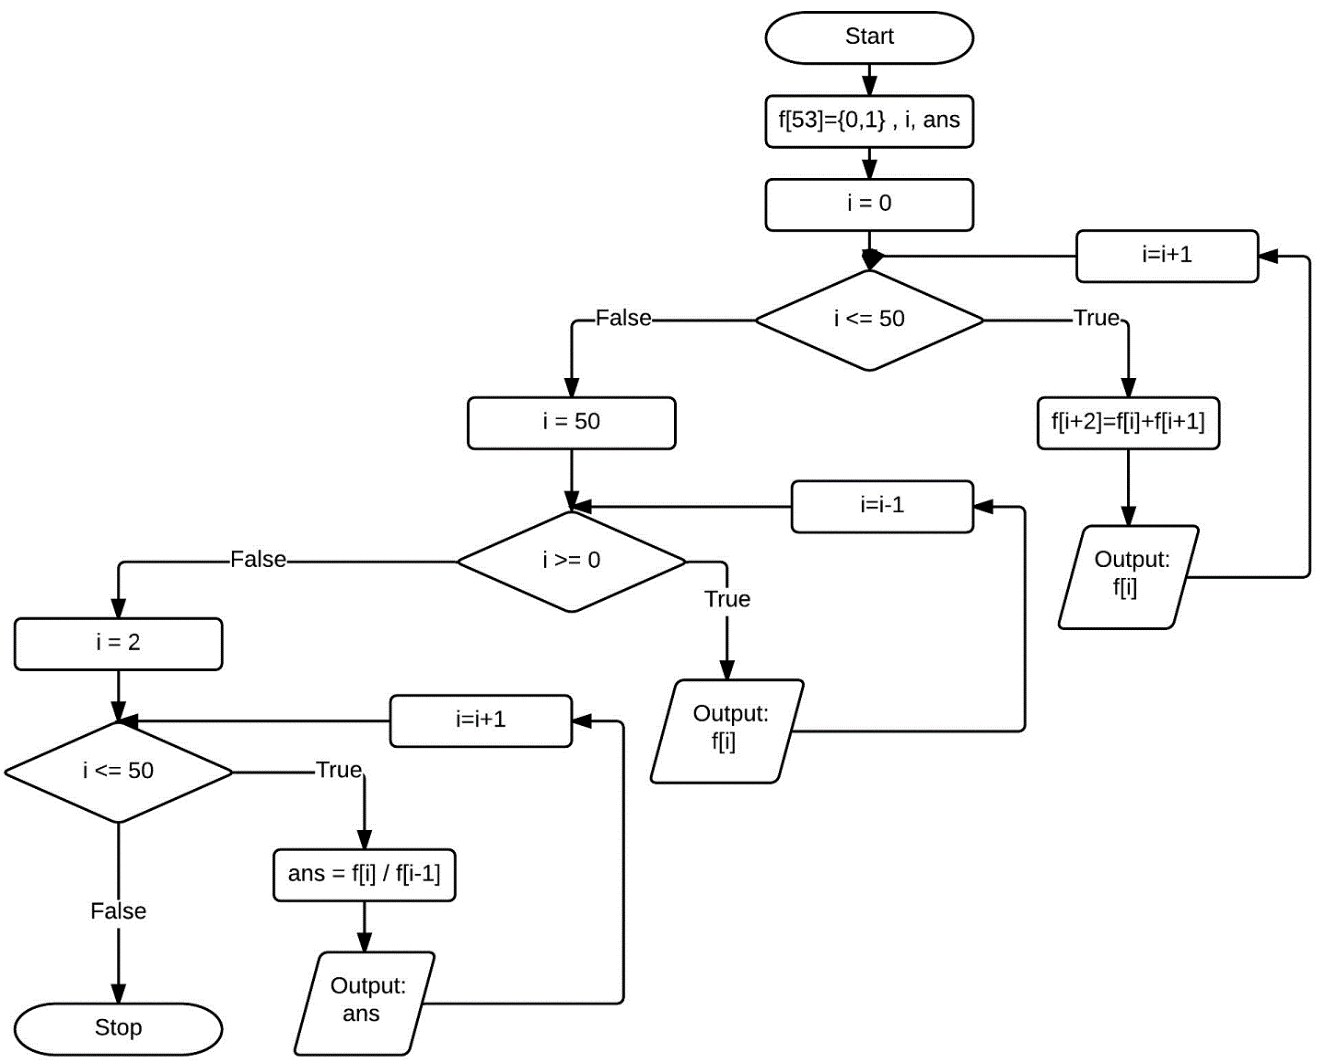 Start
f[53]={0,1} , i, ans
i = 0
i=i+1
i <= 50
False
True
i = 50
f[i+2]=f[i]+f[i+1]
i=i-1
i >= 0
Output:
f[i]
False
True
i = 2
Output:
f[i]
i=i+1
i <= 50
True
ans = f[i] / f[i-1]
False
Output:
ans
Stop